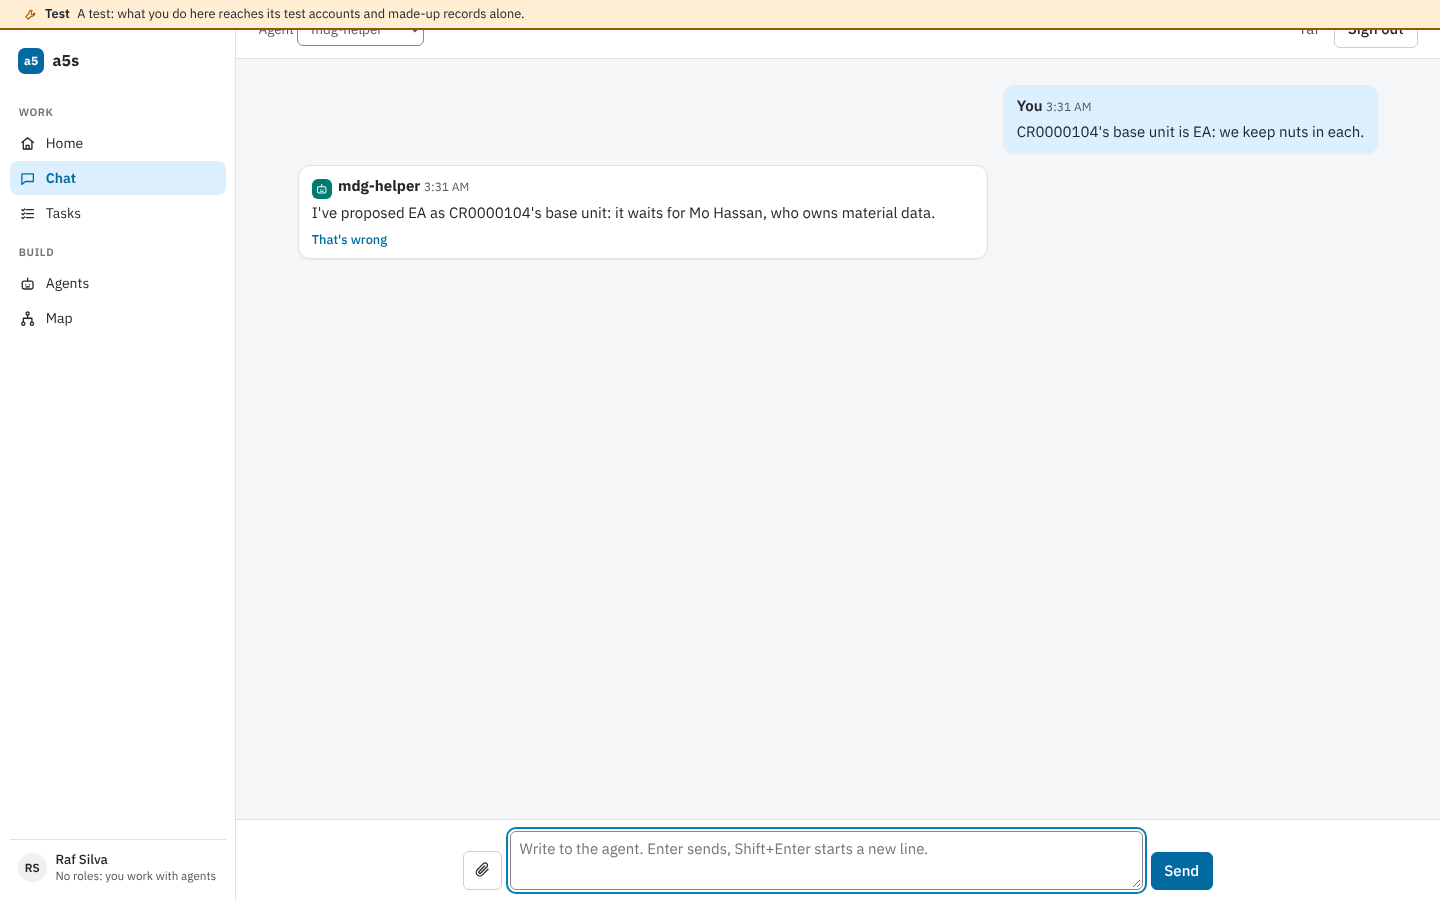 Test A test: what you do here reaches its test accounts and made-up records alone.
a5 a5s
Agent mdg-helper
raf Sign out
WORK
Home
Chat
Tasks
BUILD
Agents
Map
You 3:31 AM
CR0000104's base unit is EA: we keep nuts in each.
mdg-helper 3:31 AM
I've proposed EA as CR0000104's base unit: it waits for Mo Hassan, who owns material data.
That's wrong
Write to the agent. Enter sends, Shift+Enter starts a new line.
Send
RS
Raf Silva
No roles: you work with agents